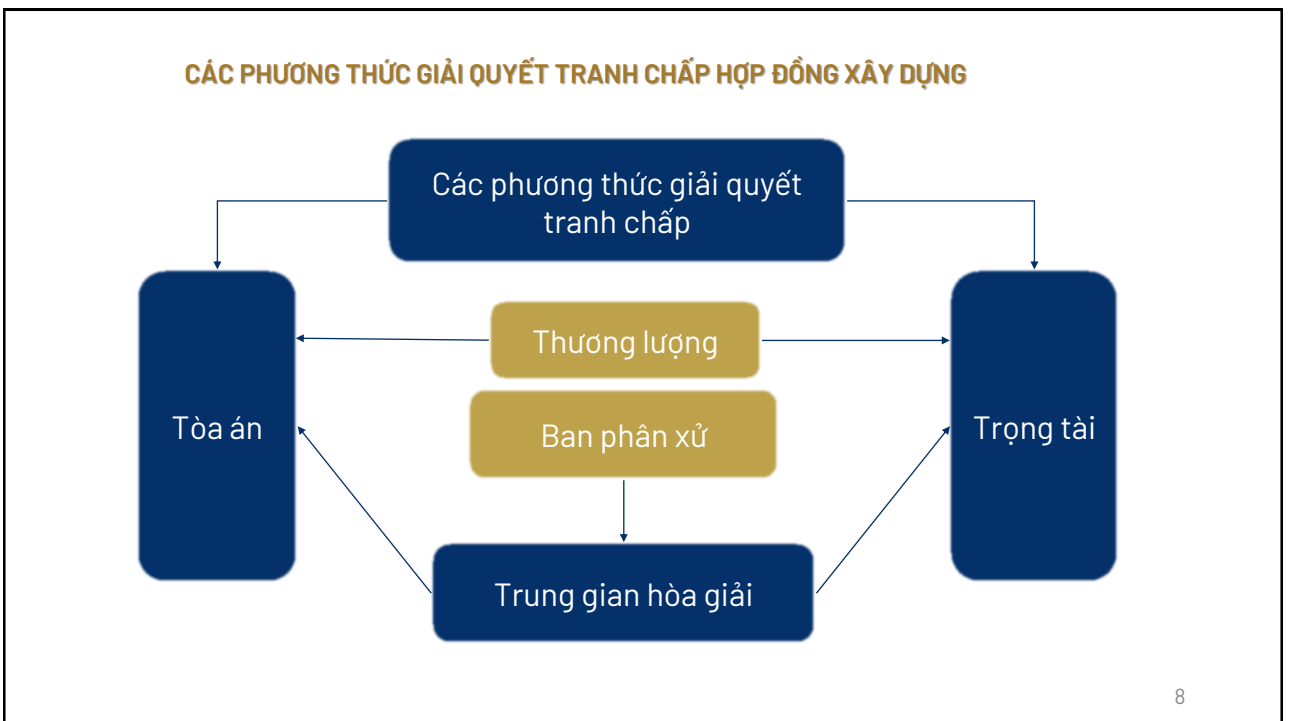 CÁC PHƯƠNG THỨC GIẢI QUYẾT TRANH CHẤP HỢP ĐỒNG XÂY DỰNG
Các phương thức giải quyết
tranh chấp
Thương lượng
Tòa án
Ban phân xử
Trọng tài
Trung gian hòa giải
8